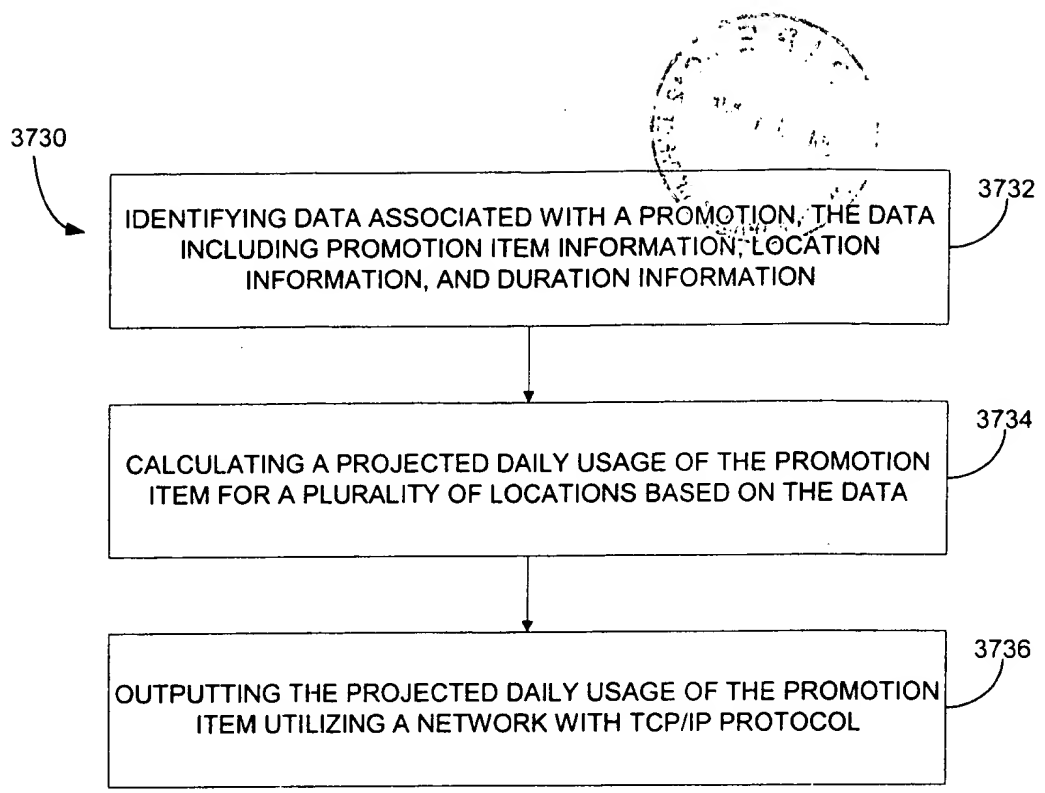 3730
3732
IDENTIFYING DATA ASSOCIATED WITH A PROMOTION, THE DATA
INCLUDING PROMOTION ITEM INFORMATION, LOCATION
INFORMATION, AND DURATION INFORMATION
3734
CALCULATING A PROJECTED DAILY USAGE OF THE PROMOTION
ITEM FOR A PLURALITY OF LOCATIONS BASED ON THE DATA
3736
OUTPUTTING THE PROJECTED DAILY USAGE OF THE PROMOTION
ITEM UTILIZING A NETWORK WITH TCP/IP PROTOCOL